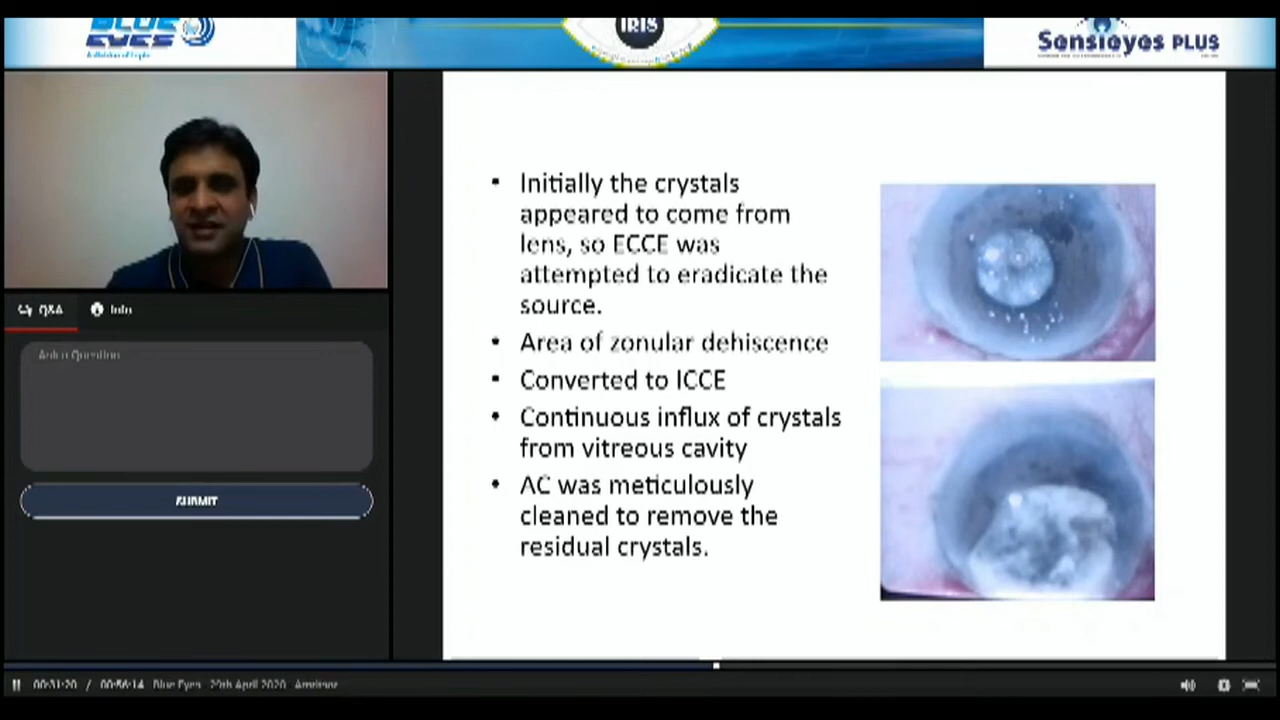 BLUE
EYES
IRIS
Sensieyes PLUS
Q&A
Info
Ask a Question
SUBMIT
• Initially the crystals
appeared to come from
lens, so ECCE was
attempted to eradicate the
source.
• Area of zonular dehiscence
• Converted to ICCE
• Continuous influx of crystals
from vitreous cavity
• AC was meticulously
cleaned to remove the
residual crystals.
00:31:20 / 00:56:14 Blue Eyes 29th April 2020 Amritsar